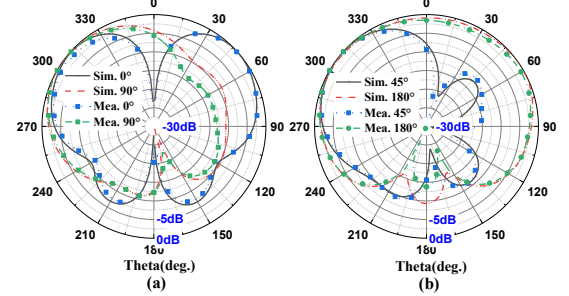 0
330
30
300
60
Sim. 0°
Sim. 90°
Mea. 0°
Mea. 90°
270
-30dB
90
240
120
-5dB
210
150
0dB
180
Theta(deg.)
(a)
0
330
30
300
60
Sim. 45°
Sim. 180°
Mea. 45°
Mea. 180°
270
-30dB
90
240
120
-5dB
210
150
0dB
180
Theta(deg.)
(b)